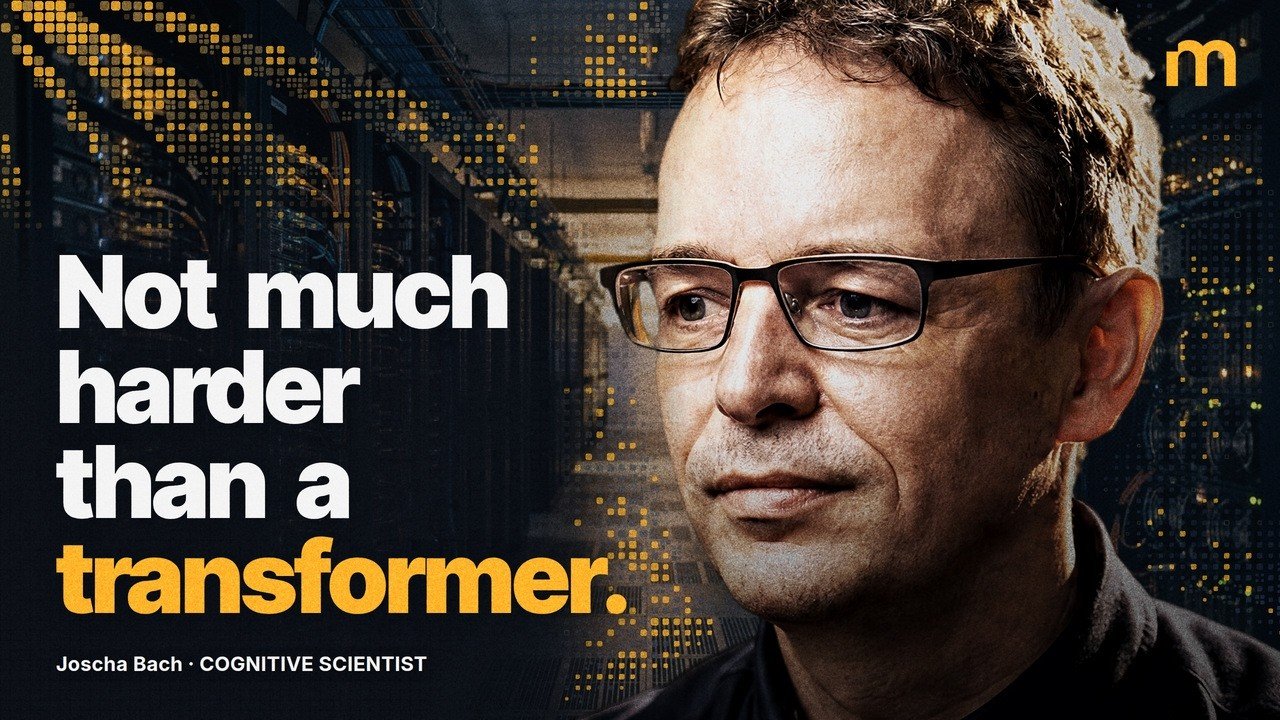 m
Not much
harder
than a
transformer.
Joscha Bach · COGNITIVE SCIENTIST